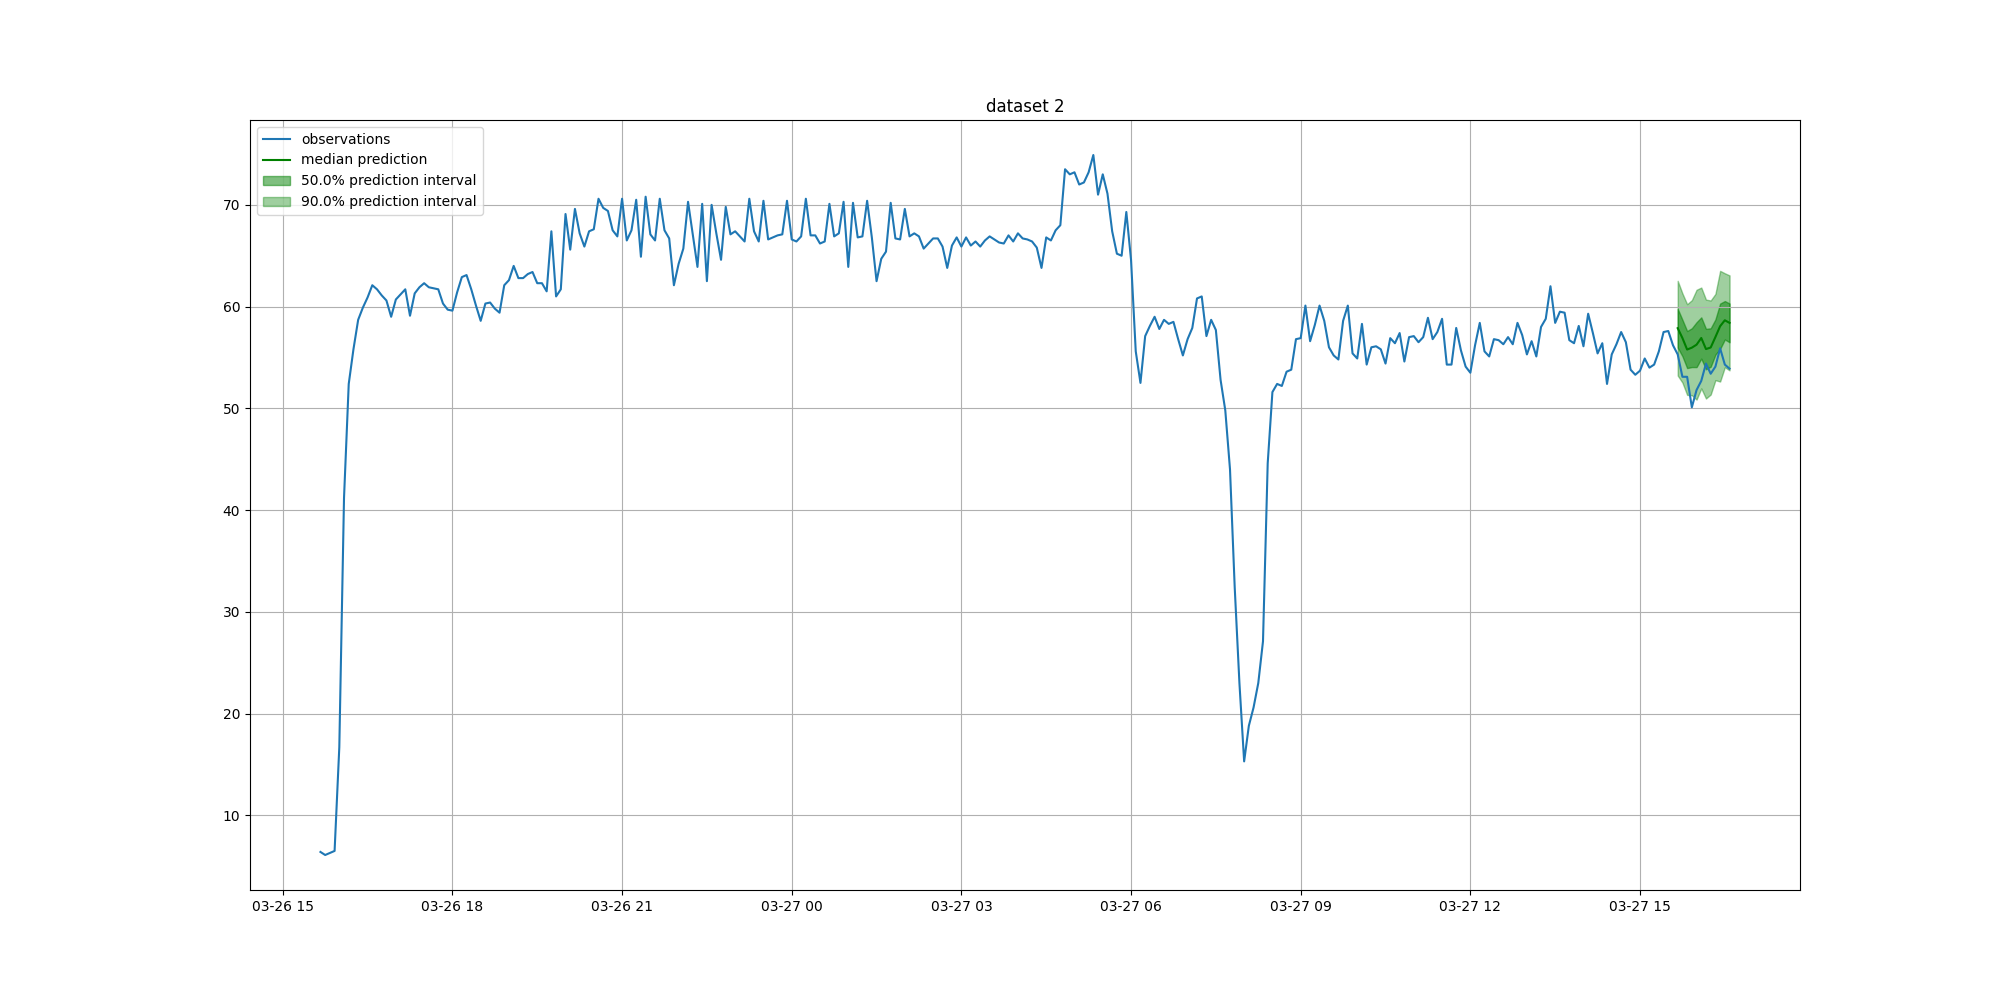 dataset 2
observations
median prediction
50.0% prediction interval
90.0% prediction interval
70
60
50
40
30
20
10
03-26 15 03-26 18 03-26 21 03-27 00 03-27 03 03-27 06 03-27 09 03-27 12 03-27 15